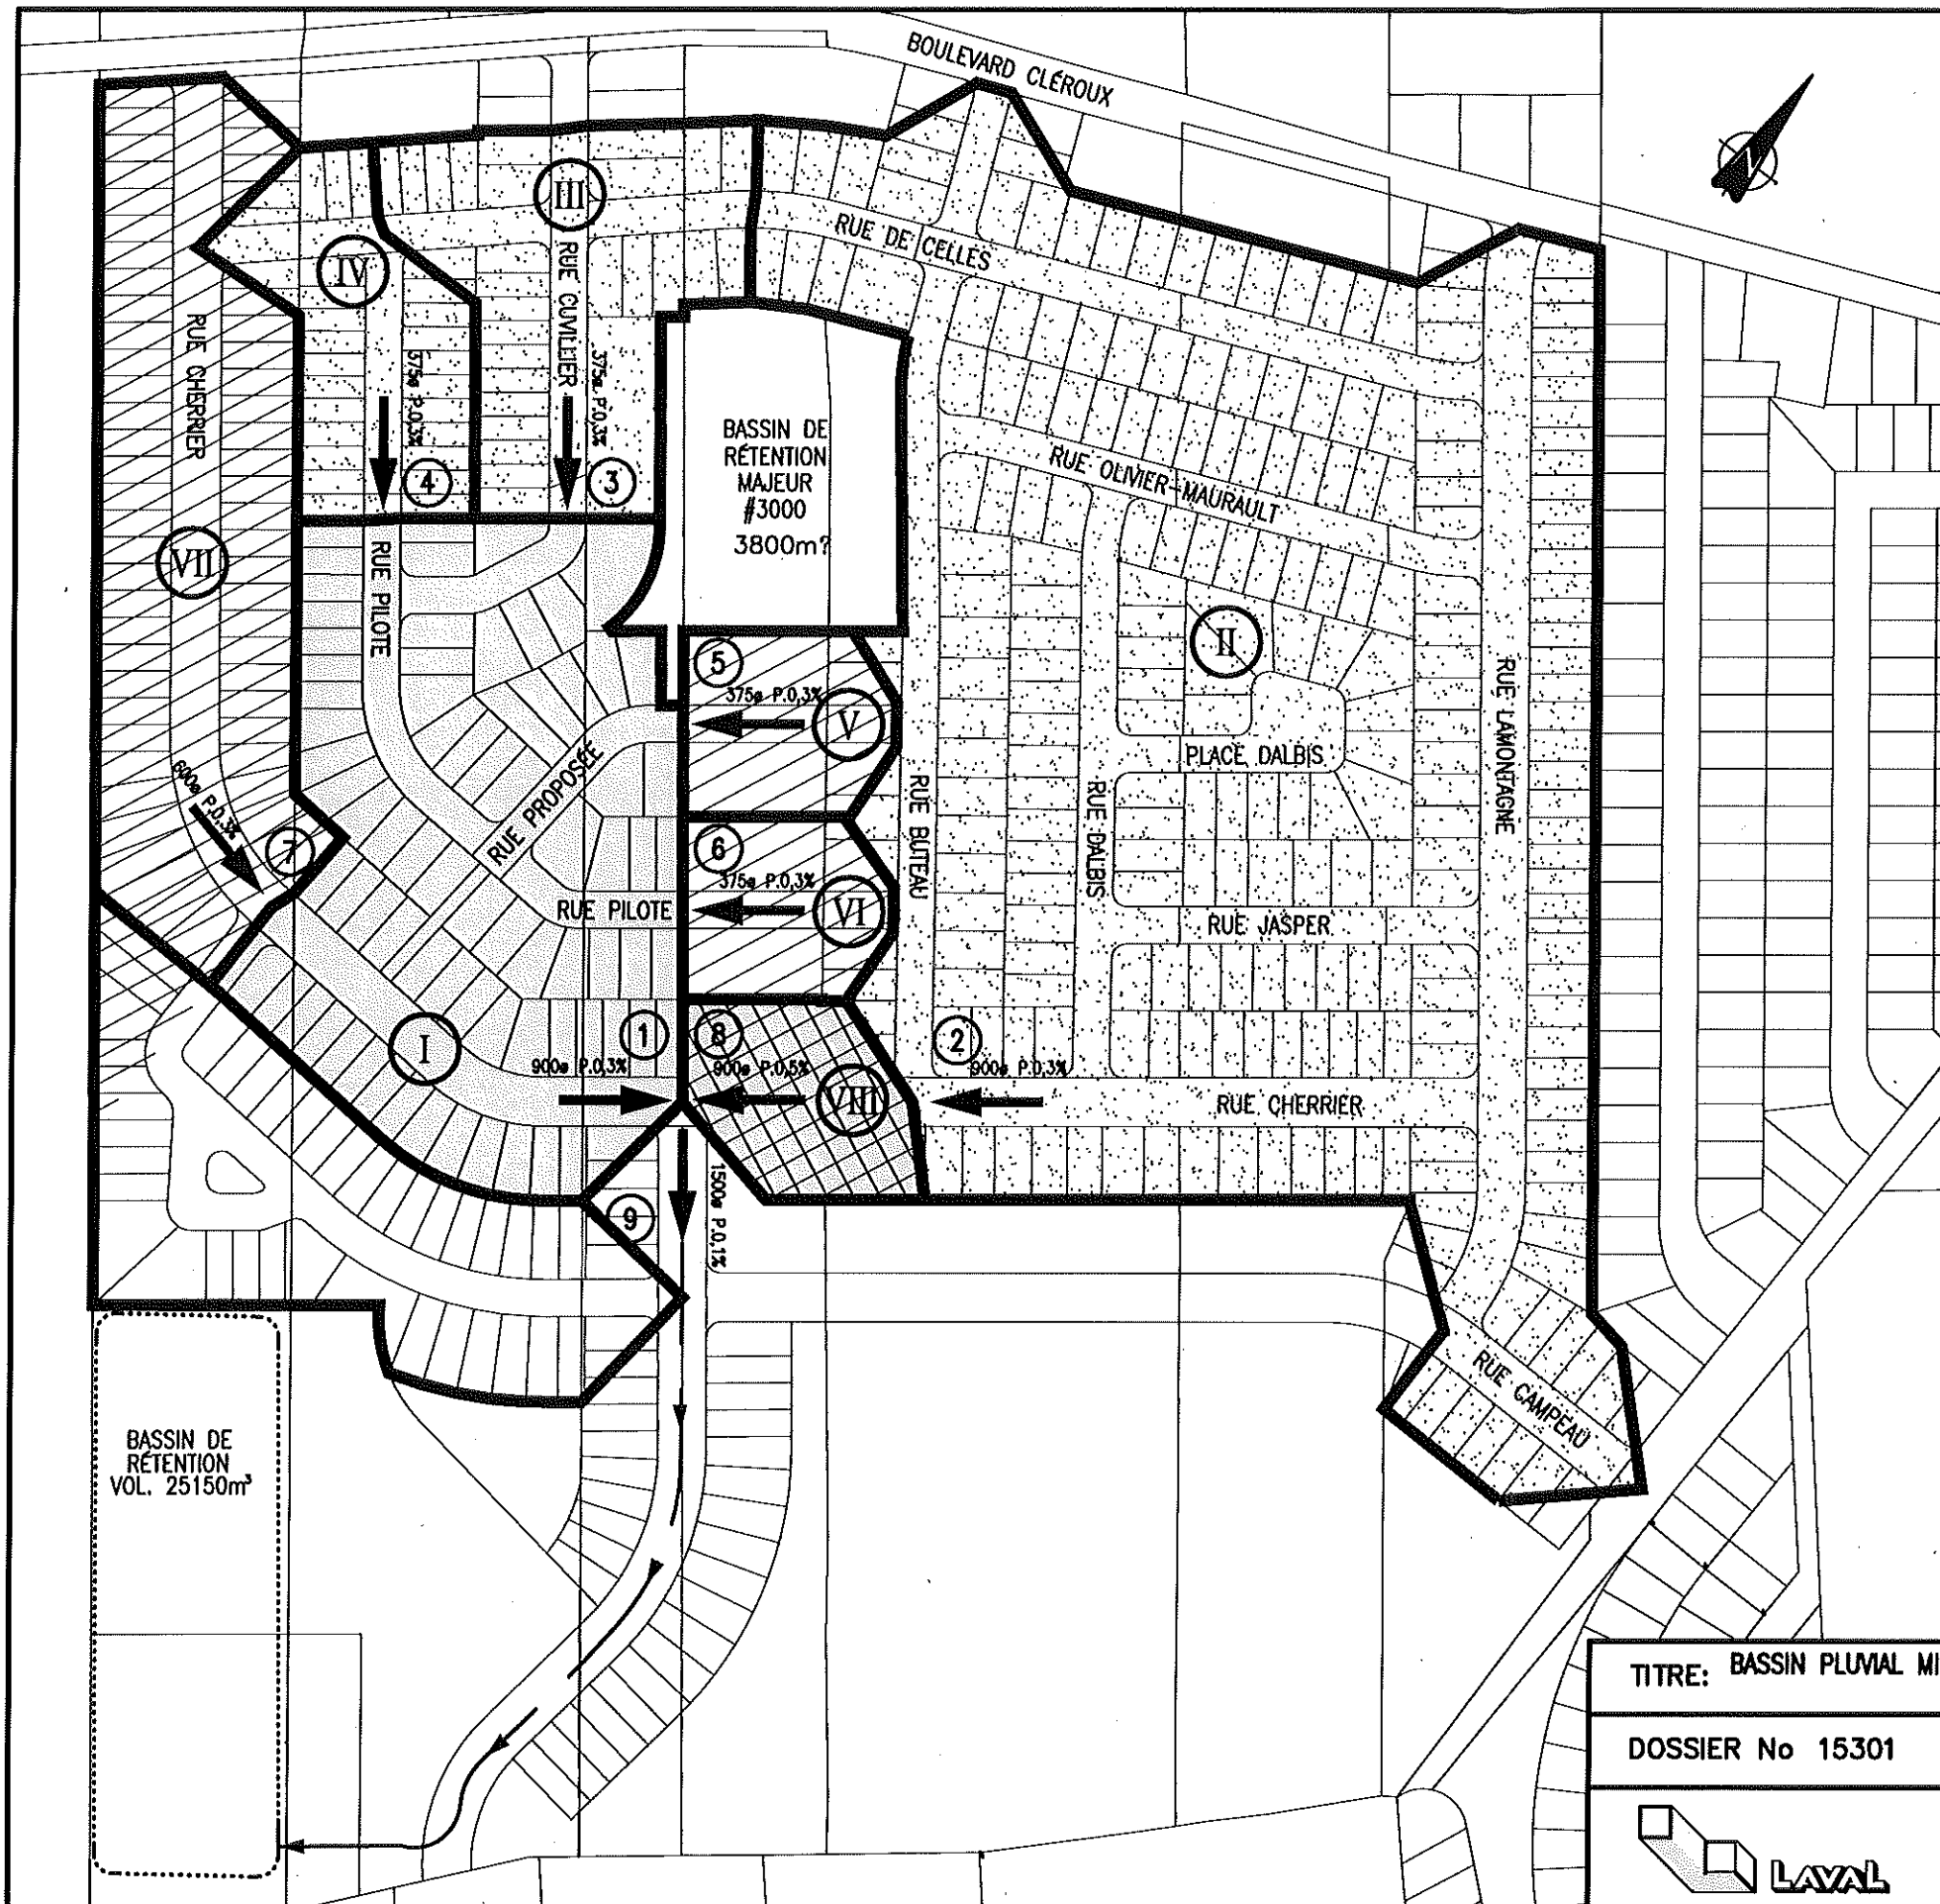 BOULEVARD CLÉROUX
N
III
RUE DE CELLES
IV
RUE CUVILLIER
RUE CHERRIER
375ø P.0,3%
375ø P.0,3%
BASSIN DE
RÉTENTION
MAJEUR
#3000
3800m?
RUE OLIVIER-MAURAULT
4
3
VII
RUE PILOTE
II
5
RUE LAMONTAGNE
375ø P.0,3%
V
RUE PROPOSÉE
PLACE DALBIS
600ø P.0,3%
RUE BUTEAU
RUE DALBIS
7
6
375ø P.0,3%
VI
RUE PILOTE
RUE JASPER
I
1
8
2
900ø P.0,3%
900ø P.0,5%
900ø P.0,3%
VIII
RUE CHERRIER
1500ø P.0,1%
9
RUE CAMPEAU
BASSIN DE
RÉTENTION
VOL. 25150m³
TITRE: BASSIN PLUVIAL MI
DOSSIER No 15301
LAVAL